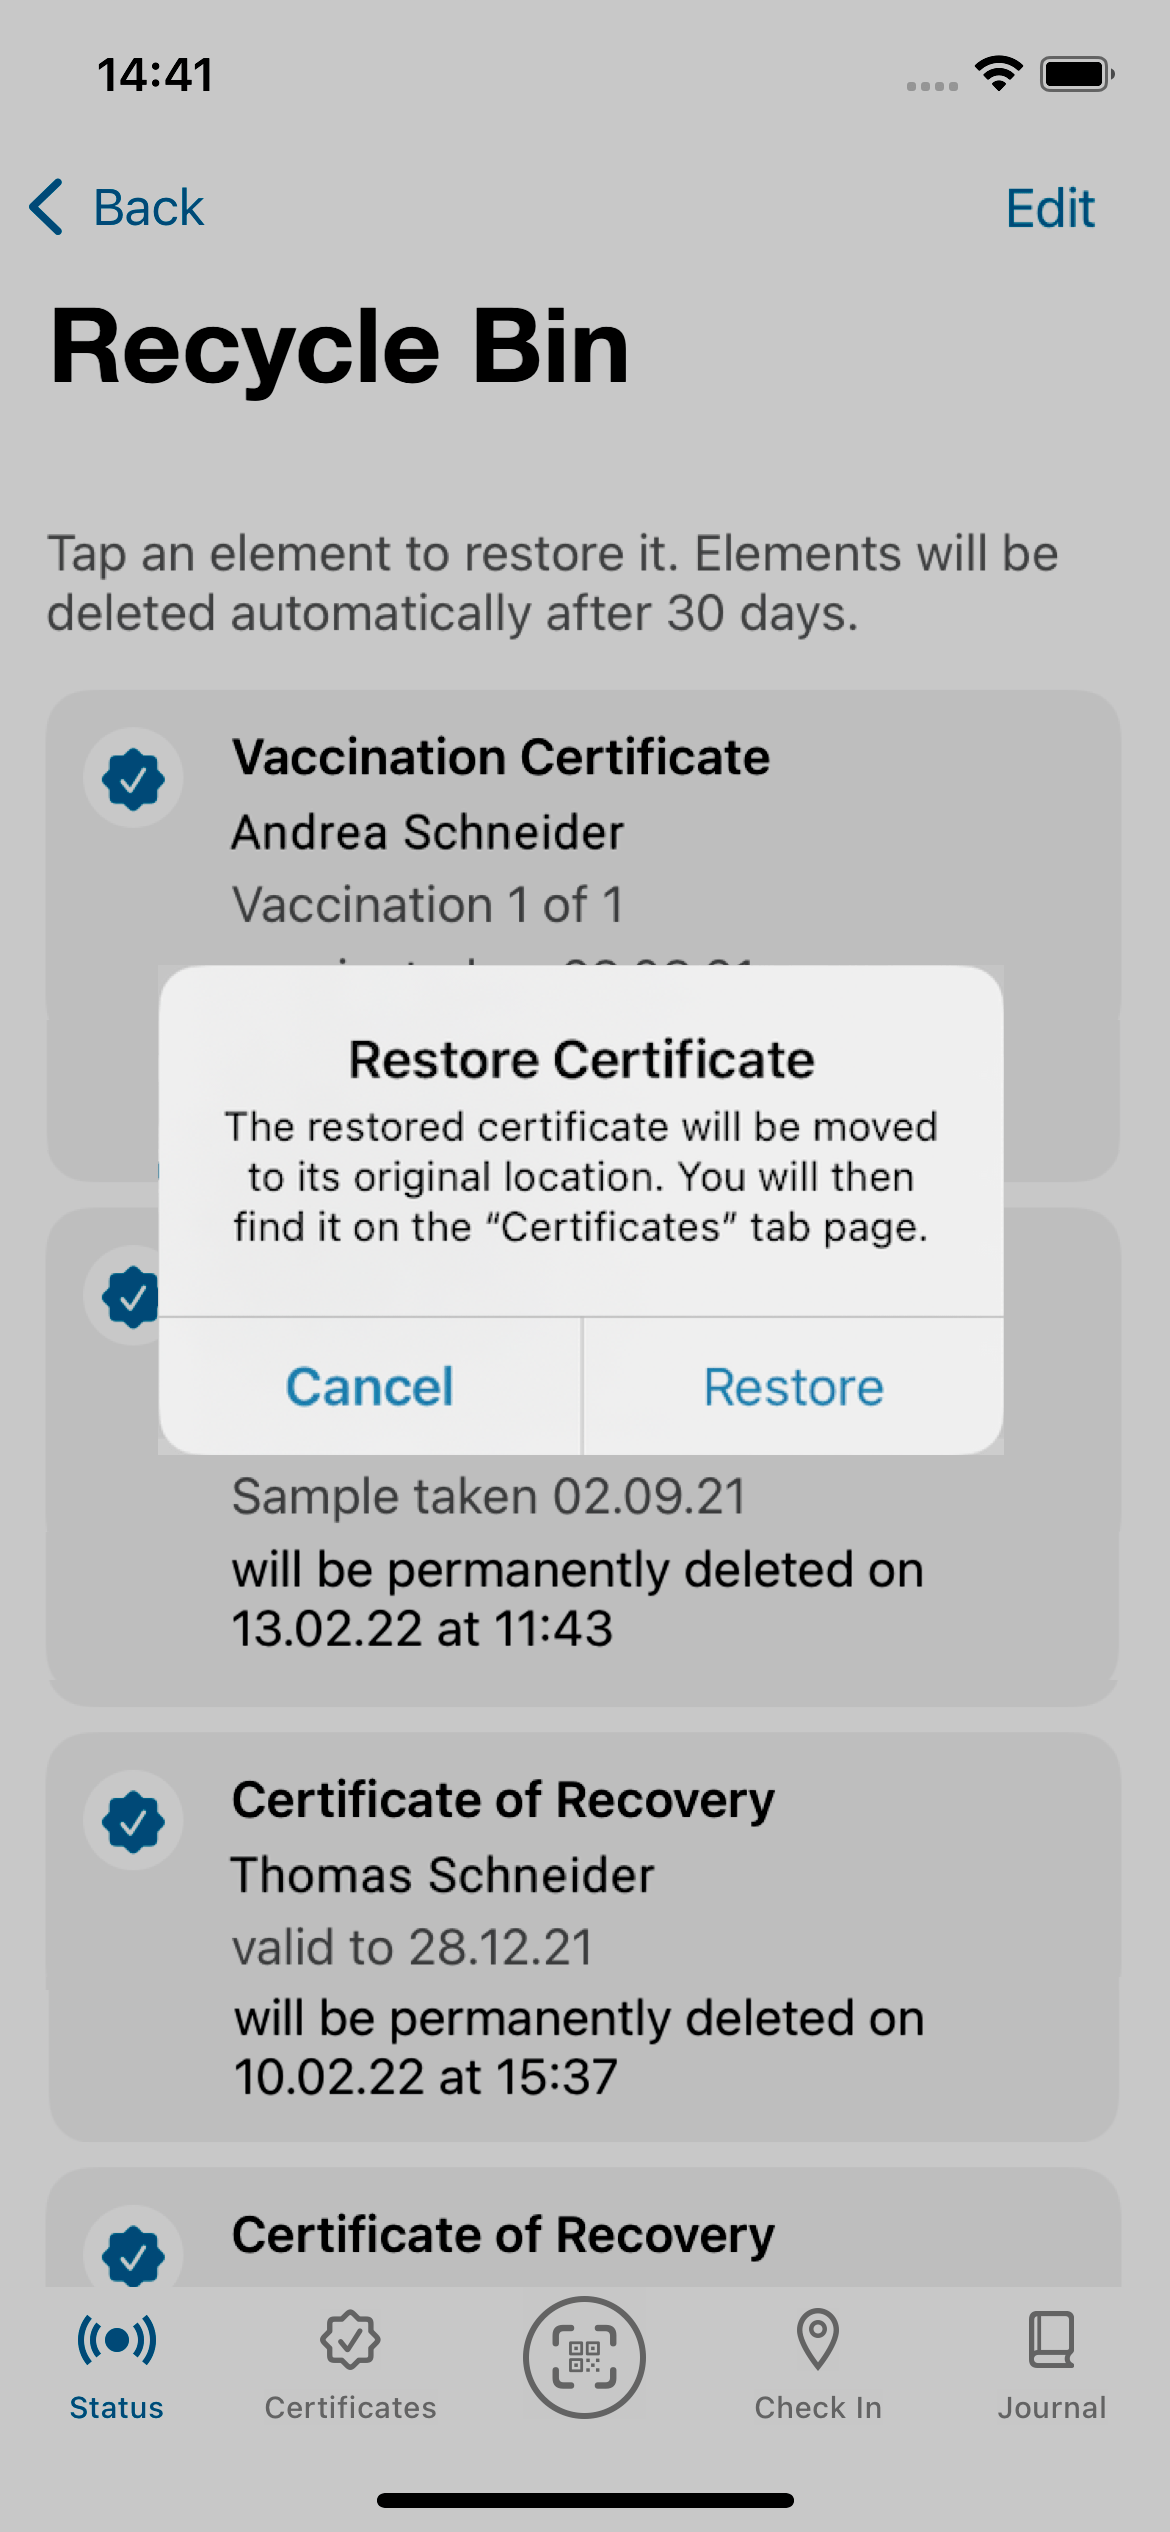 14:41
Back
Edit
Recycle Bin
Tap an element to restore it. Elements will be
deleted automatically after 30 days.
Vaccination Certificate
Andrea Schneider
Vaccination 1 of 1
Restore Certificate
The restored certificate will be moved
to its original location. You will then
find it on the “Certificates” tab page.
Cancel
Restore
Sample taken 02.09.21
will be permanently deleted on
13.02.22 at 11:43
Certificate of Recovery
Thomas Schneider
valid to 28.12.21
will be permanently deleted on
10.02.22 at 15:37
Certificate of Recovery
Status
Certificates
Check In
Journal